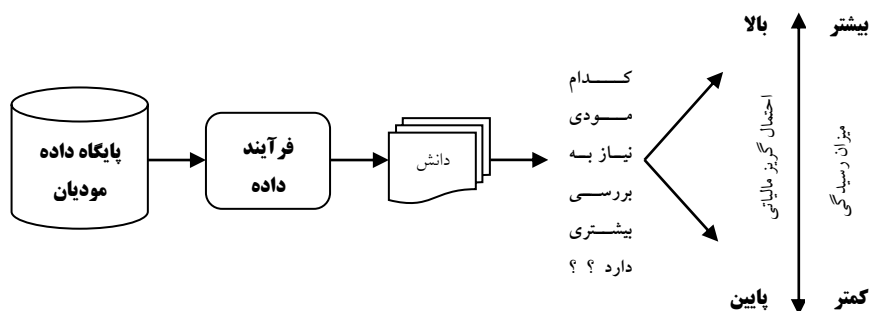 بیشتر
بالا
کدام
مودی
نیاز به
بررسی
بیشتری
دارد ؟ ؟
احتمال گریز مالیاتی
میزان رسیدگی
پایگاه داده
مودیان
فرآیند
داده
دانش
کمتر
پایین